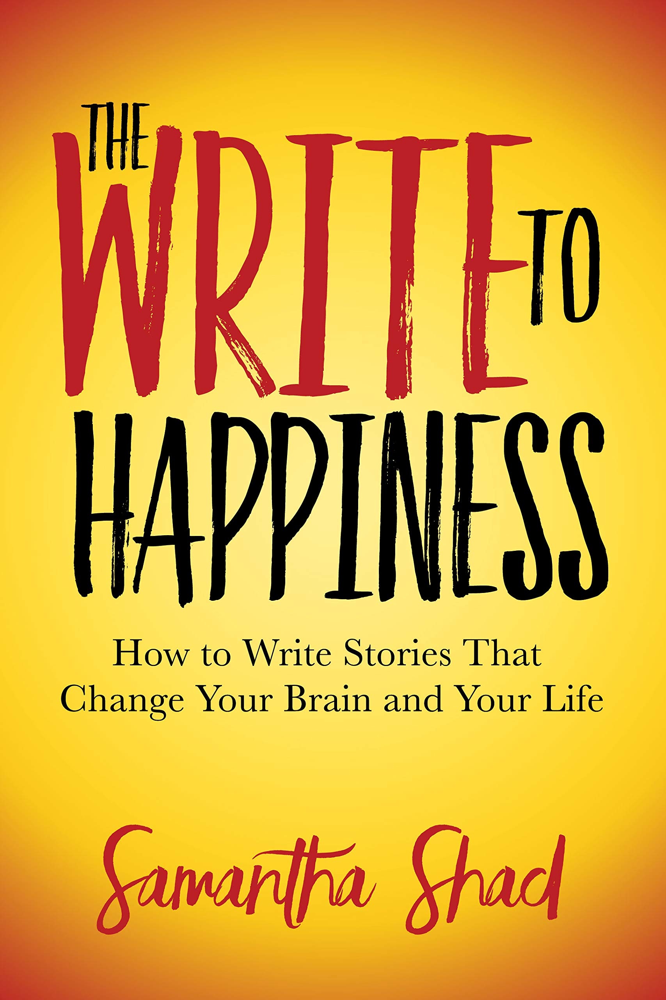 THE
WRITE TO
HAPPINESS
How to Write Stories That
Change Your Brain and Your Life
Samantha Shad